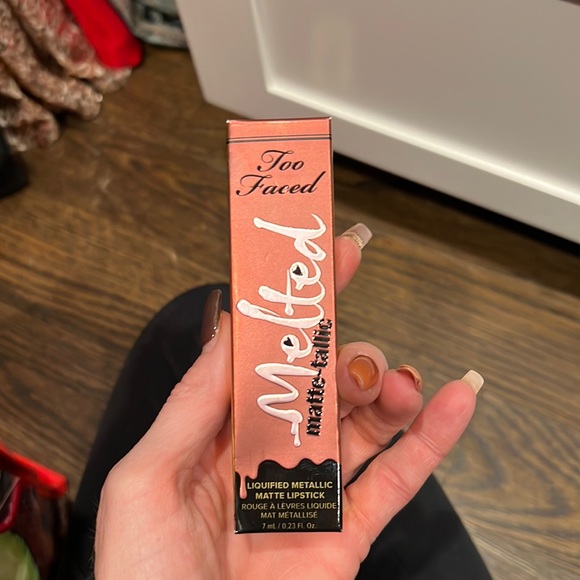 Too
Faced
Melted
matte-tallic
LIQUIFIED METALLIC
MATTE LIPSTICK
ROUGE À LÈVRES LIQUIDE
MAT MÉTALLISÉ
7 mL / 0.23 Fl. Oz.